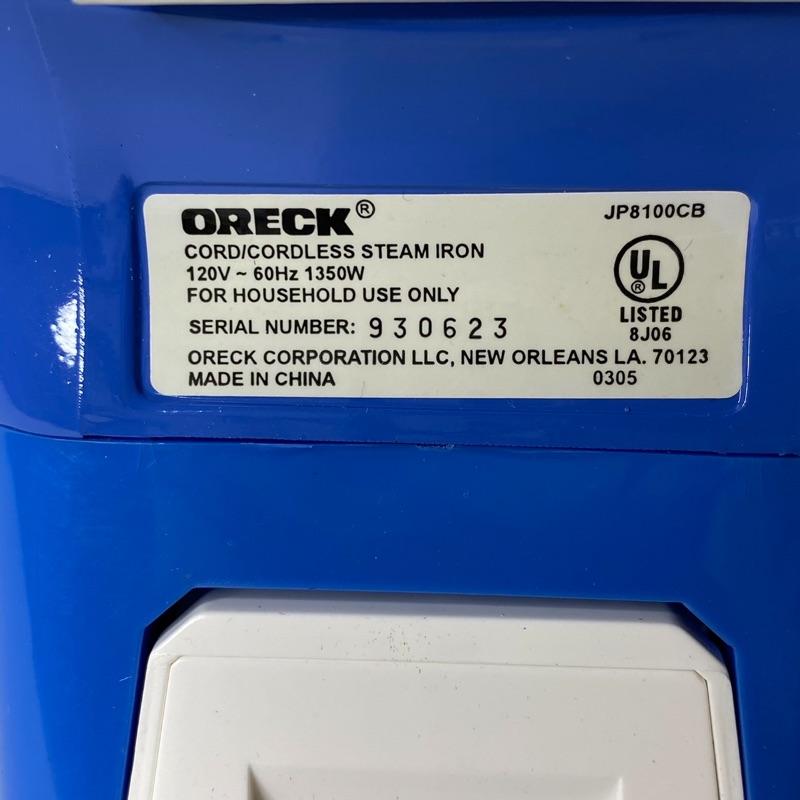 ORECK® JP8100CB
CORD/CORDLESS STEAM IRON
120V ~ 60Hz 1350W
FOR HOUSEHOLD USE ONLY
UL®
LISTED
8J06
SERIAL NUMBER: 930623
ORECK CORPORATION LLC, NEW ORLEANS LA. 70123
MADE IN CHINA 0305